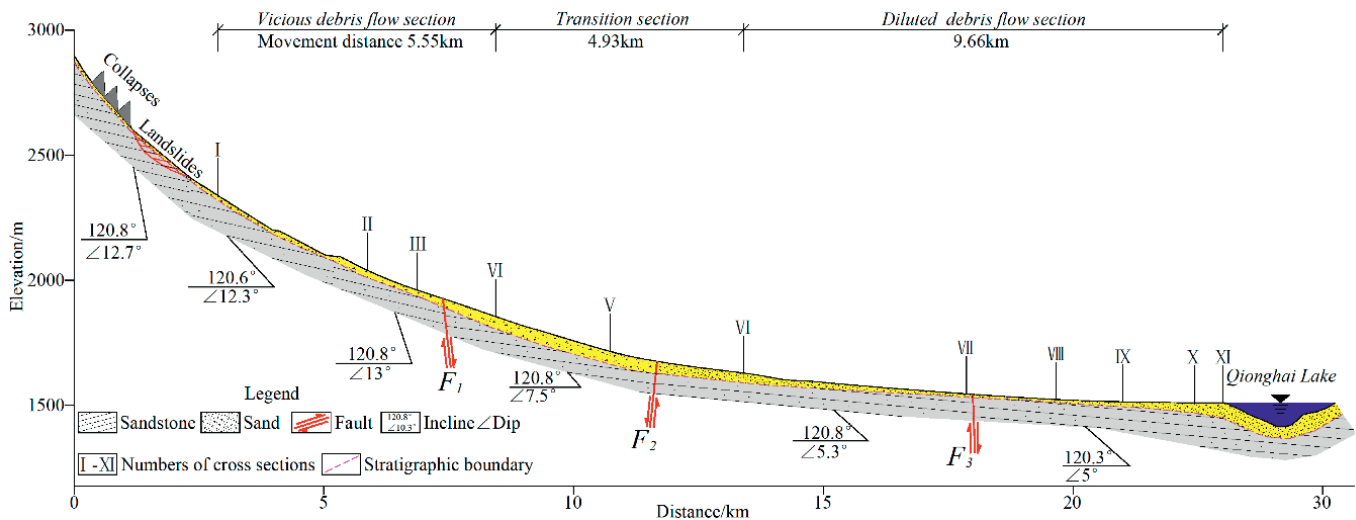 Vicious debris flow section
Transition section
Diluted debris flow section
Movement distance 5.55km
4.93km
9.66km
3000
2500
2000
1500
Elevation/m
Collapses
Landslides
I
II
III
VI
V
VI
VII
VIII
IX
X
XI
Qionghai Lake
120.8°
∠12.7°
120.6°
∠12.3°
120.8°
∠13°
120.8°
∠7.5°
120.8°
∠5.3°
120.3°
∠5°
F1
F2
F3
Legend
Sandstone
Sand
Fault
120.8°
∠10.3°
Incline∠Dip
I -XI Numbers of cross sections
Stratigraphic boundary
0
5
10
15
20
25
30
Distance/km